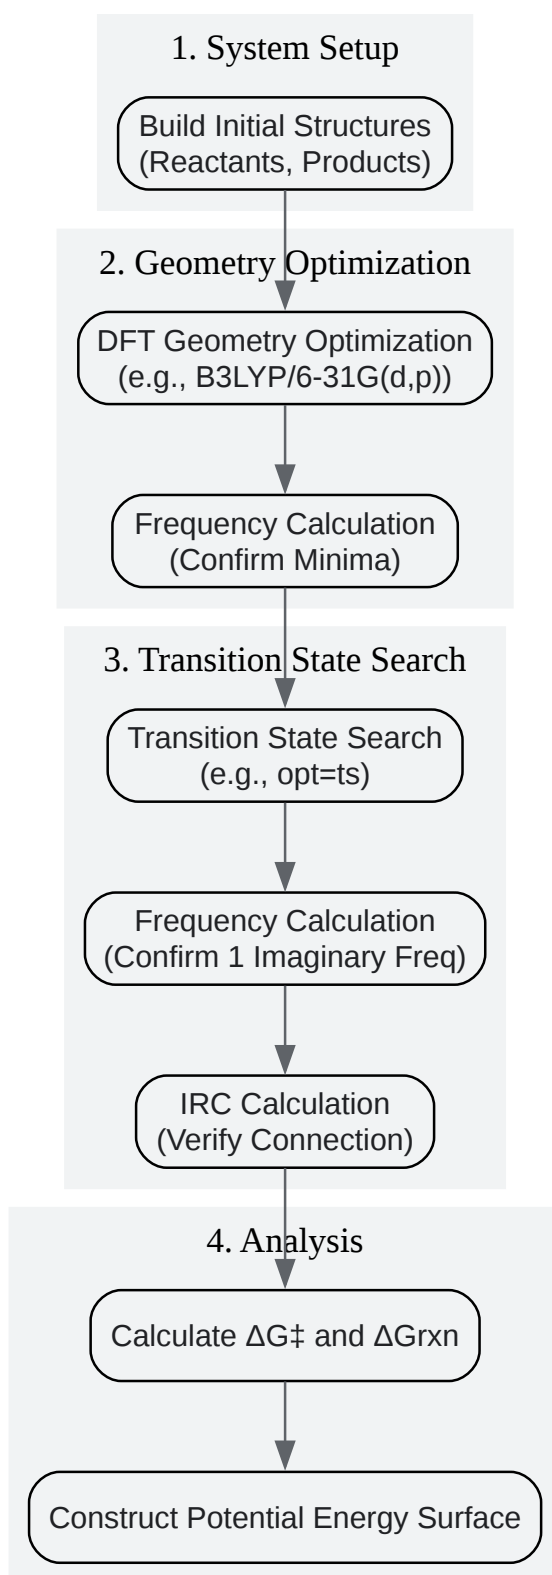 1. System Setup
Build Initial Structures
(Reactants, Products)
2. Geometry Optimization
DFT Geometry Optimization
(e.g., B3LYP/6-31G(d,p))
Frequency Calculation
(Confirm Minima)
3. Transition State Search
Transition State Search
(e.g., opt=ts)
Frequency Calculation
(Confirm 1 Imaginary Freq)
IRC Calculation
(Verify Connection)
4. Analysis
Calculate ΔG‡ and ΔGrxn
Construct Potential Energy Surface